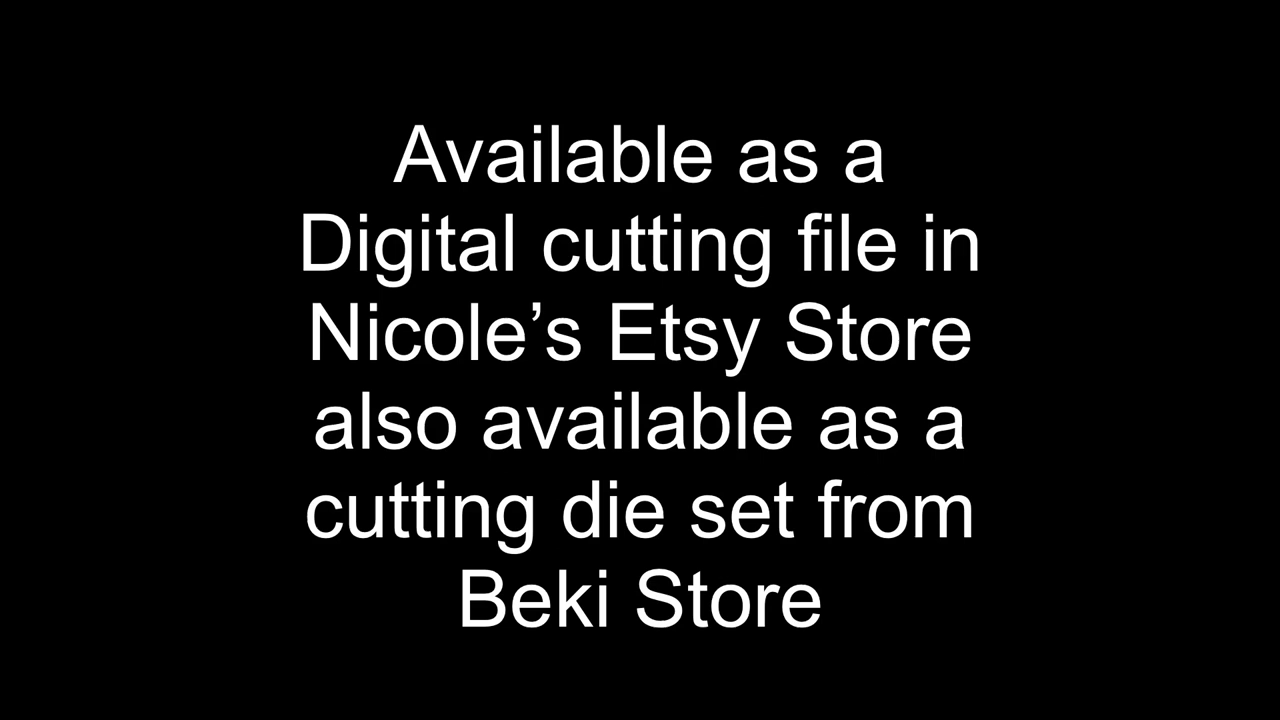 Available as a
Digital cutting file in
Nicole’s Etsy Store
also available as a
cutting die set from
Beki Store